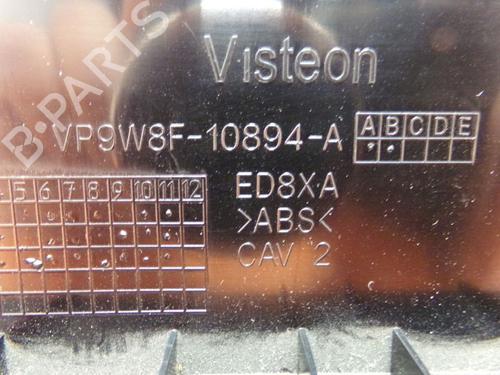 Visteon
VP9W8F-10894-A
A B C D E
5 6 7 8 9 10 11 12
ED8XA
>ABS<
CAV 2
B-PARTS